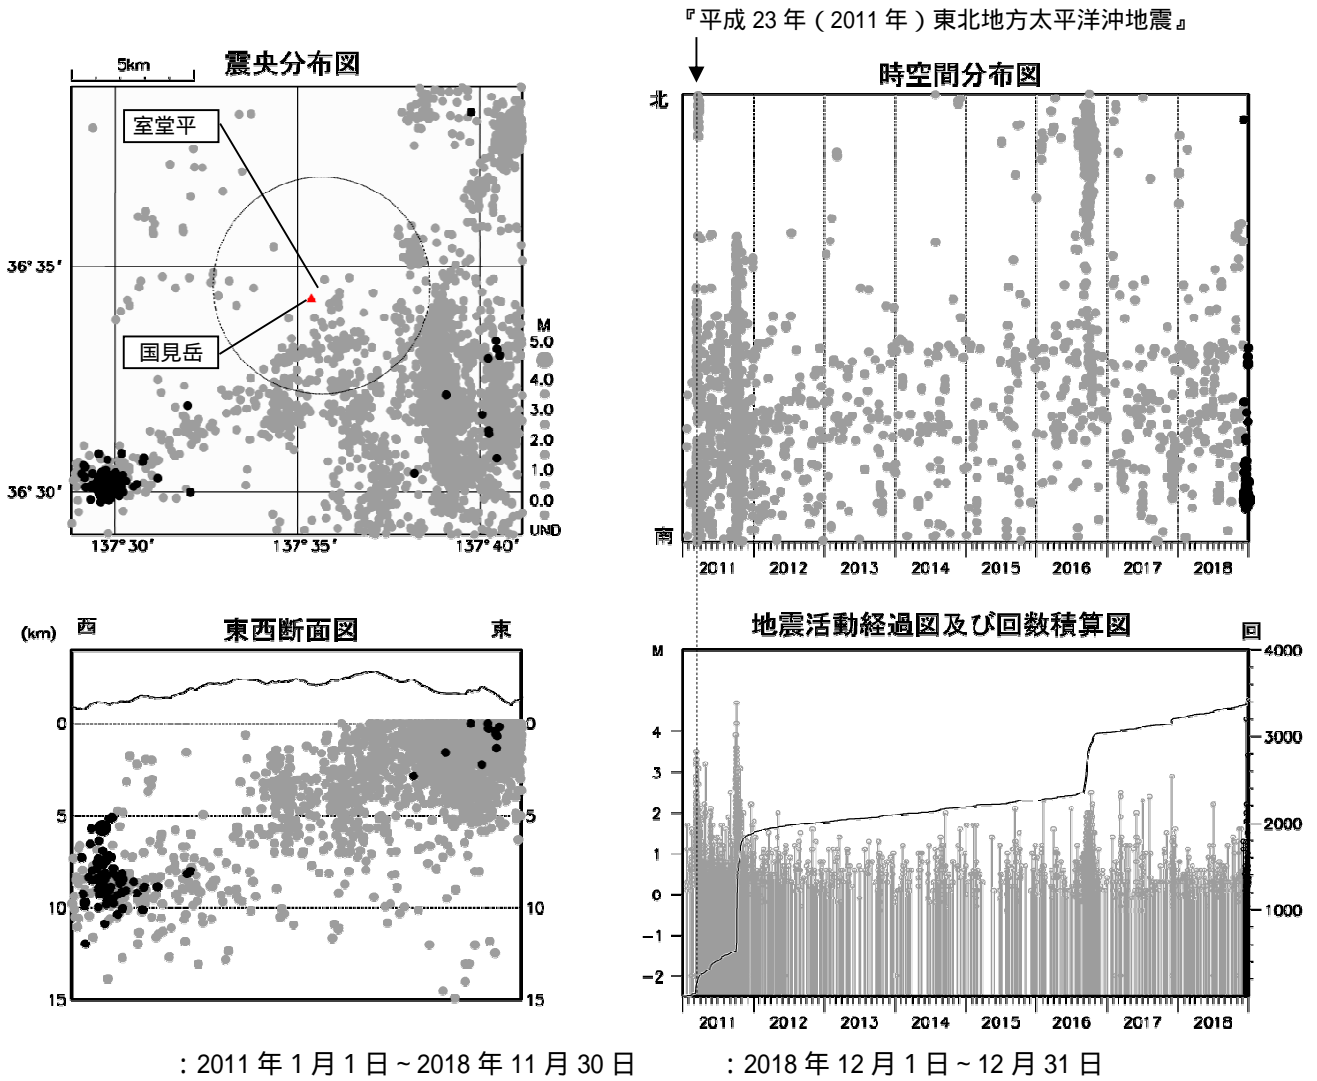 『平成 23 年（2011 年）東北地方太平洋沖地震』
5km
震央分布図
室堂平
国見岳
36°35′
36°30′
137°30′
137°35′
137°40′
M
5.0
4.0
3.0
2.0
1.0
0.0
UND
時空間分布図
北
南
2011 2012 2013 2014 2015 2016 2017 2018
(km)
西
東西断面図
東
0 0
5 5
10 10
15 15
地震活動経過図及び回数積算図
M
回
4
3
2
1
0
-1
-2
4000
3000
2000
1000
2011 2012 2013 2014 2015 2016 2017 2018
：2011 年 1 月 1 日～2018 年 11 月 30 日
：2018 年 12 月 1 日～12 月 31 日